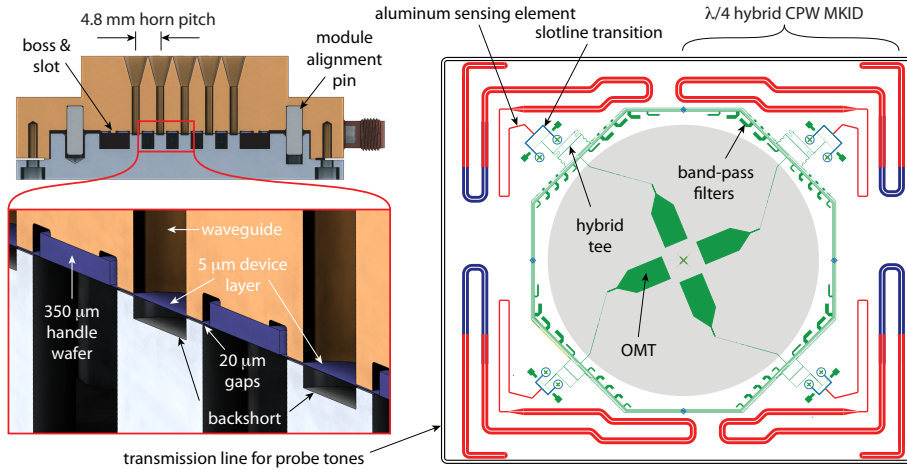 4.8 mm horn pitch
boss &
slot
module
alignment
pin
waveguide
5 μm device
layer
350 μm
handle
wafer
20 μm
gaps
backshort
transmission line for probe tones
aluminum sensing element
slotline transition
λ/4 hybrid CPW MKID
band-pass
filters
hybrid
tee
OMT